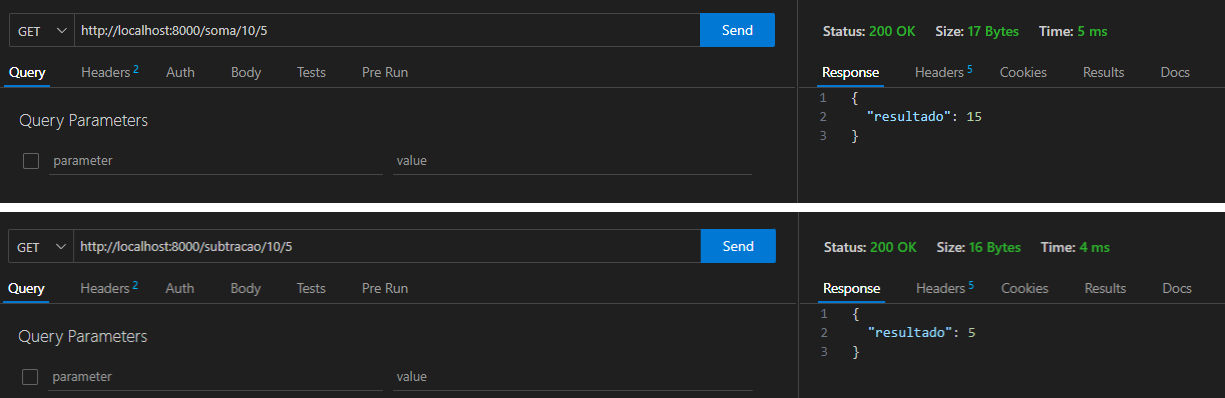 GET http://localhost:8000/soma/10/5 Send
Status: 200 OK Size: 17 Bytes Time: 5 ms
Query Headers 2 Auth Body Tests Pre Run
Response Headers 5 Cookies Results Docs
Query Parameters
parameter value
1 {
2 "resultado": 15
3 }
GET http://localhost:8000/subtracao/10/5 Send
Status: 200 OK Size: 16 Bytes Time: 4 ms
Query Headers 2 Auth Body Tests Pre Run
Response Headers 5 Cookies Results Docs
Query Parameters
parameter value
1 {
2 "resultado": 5
3 }